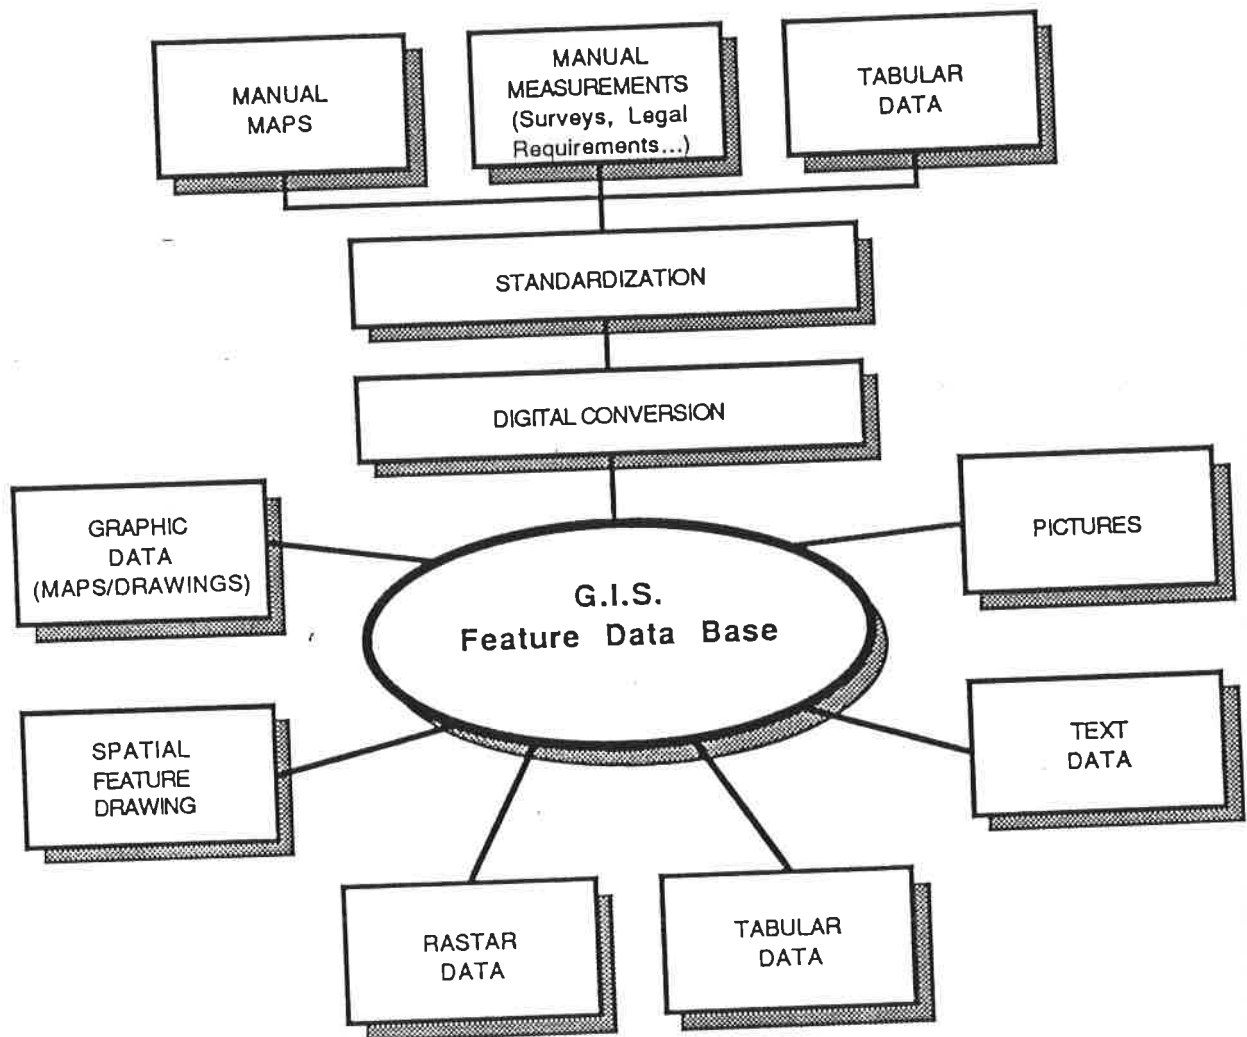 MANUAL
MAPS
MANUAL
MEASUREMENTS
(Surveys, Legal
Requirements...)
TABULAR
DATA
STANDARDIZATION
DIGITAL CONVERSION
GRAPHIC
DATA
(MAPS/DRAWINGS)
PICTURES
G.I.S.
Feature Data Base
SPATIAL
FEATURE
DRAWING
TEXT
DATA
RASTAR
DATA
TABULAR
DATA